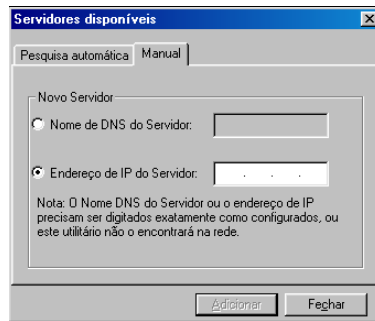 Servidores disponíveis
Pesquisa automática
Manual
Novo Servidor
Nome de DNS do Servidor:
Endereço de IP do Servidor:
. . .
Nota: O Nome DNS do Servidor ou o endereço de IP
precisam ser digitados exatamente como configurados, ou
este utilitário não o encontrará na rede.
Adicionar
Fechar